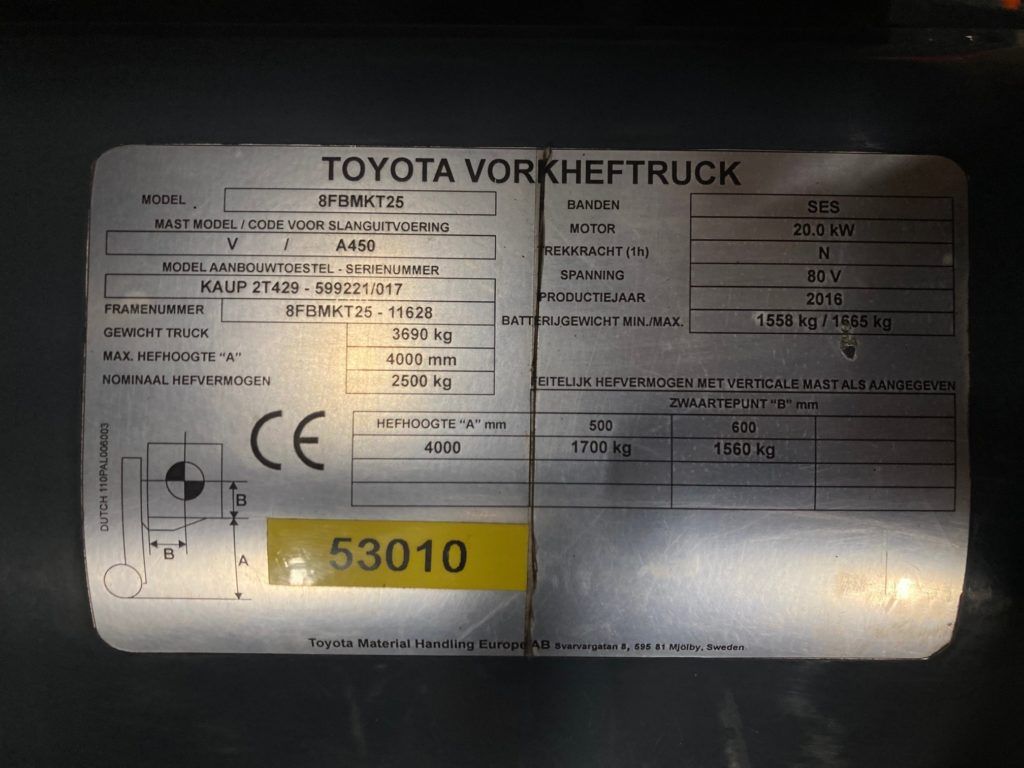 TOYOTA VORKHEFTRUCK
MODEL 8FBMKT25
MAST MODEL / CODE VOOR SLANGUITVOERING
V / A450
MODEL AANBOUWTOESTEL - SERIENUMMER
KAUP 2T429 - 599221/017
FRAMENUMMER 8FBMKT25 - 11628
GEWICHT TRUCK 3690 kg
MAX. HEFHOOGTE "A" 4000 mm
NOMINAAL HEFVERMOGEN 2500 kg
BANDEN SES
MOTOR 20.0 kW
TREKKRACHT (1h) N
SPANNING 80 V
PRODUCTIEJAAR 2016
BATTERIJGEWICHT MIN./MAX. 1558 kg / 1665 kg
FEITELIJK HEFVERMOGEN MET VERTICALE MAST ALS AANGEGEVEN
ZWAARTEPUNT "B" mm
HEFHOOGTE "A" mm 500 600
4000 1700 kg 1560 kg
CE
DUTCH 110PAL006003
B
B
A
53010
Toyota Material Handling Europe AB Svarvargatan 8, 595 81 Mjölby, Sweden